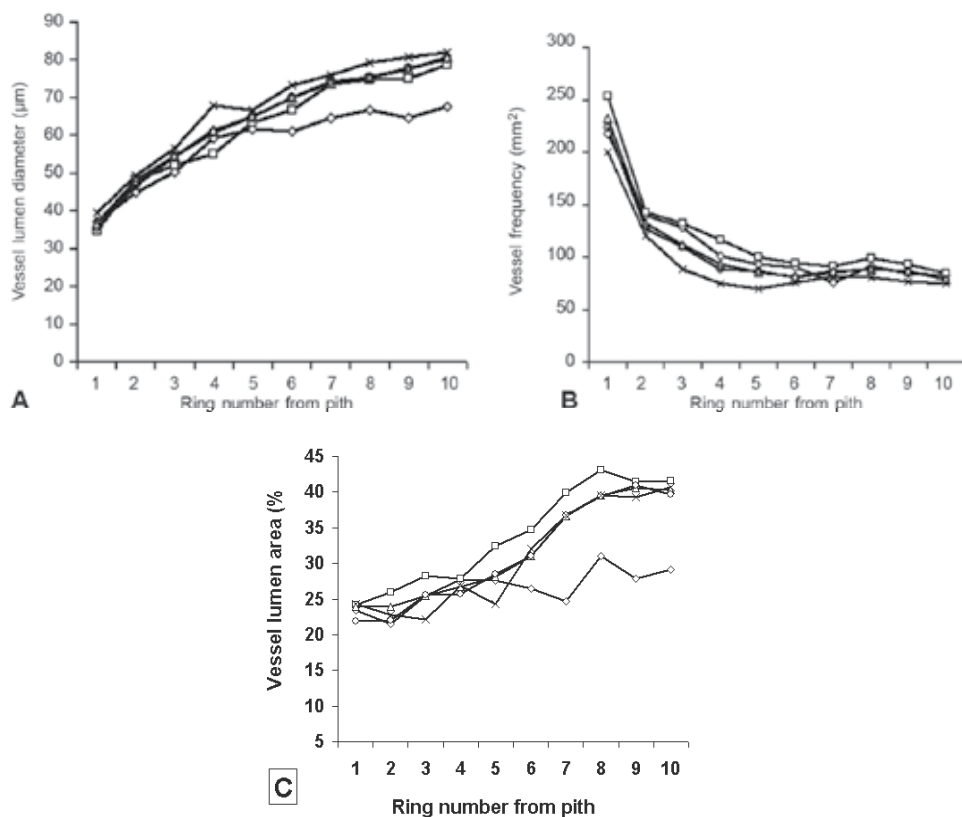 90
80
70
60
50
40
30
20
10
0
Vessel lumen diameter (µm)
1 2 3 4 5 6 7 8 9 10
Ring number from pith
A
300
250
200
150
100
50
0
Vessel frequency (mm²)
1 2 3 4 5 6 7 8 9 10
Ring number from pith
B
45
40
35
30
25
20
15
10
5
Vessel lumen area (%
1 2 3 4 5 6 7 8 9 10
Ring number from pith
C